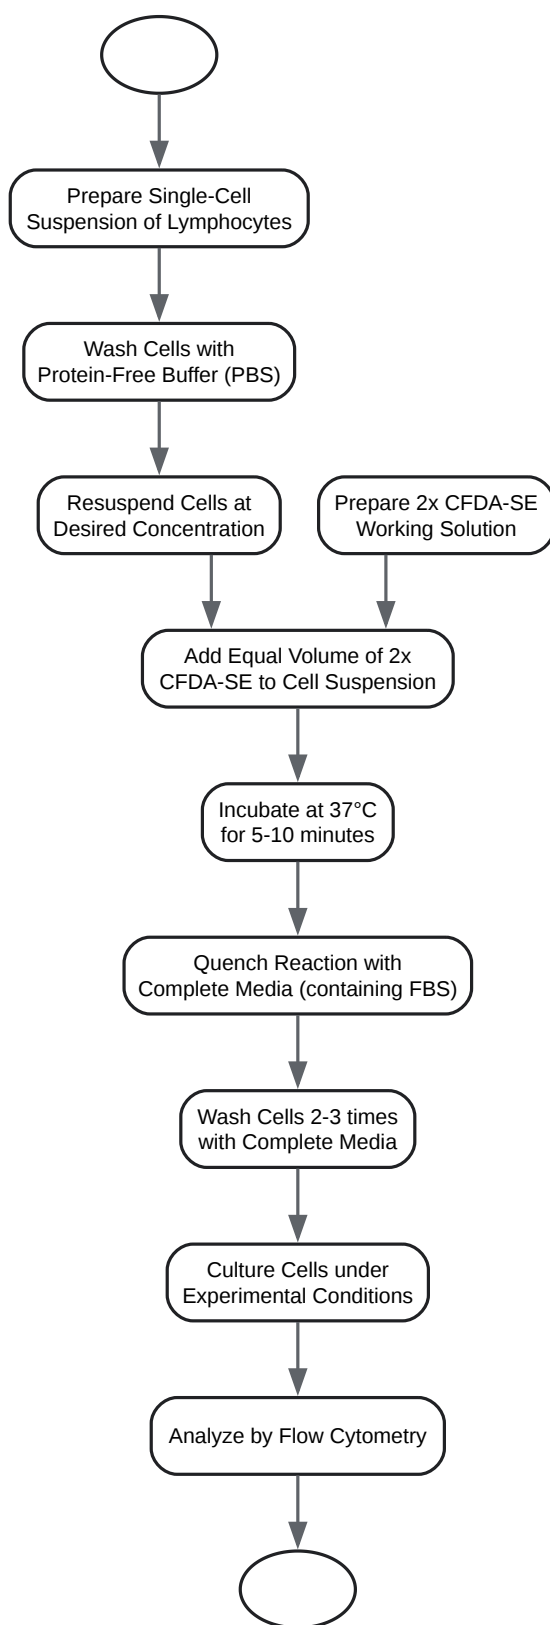 Prepare Single-Cell
Suspension of Lymphocytes
Wash Cells with
Protein-Free Buffer (PBS)
Resuspend Cells at
Desired Concentration
Prepare 2x CFDA-SE
Working Solution
Add Equal Volume of 2x
CFDA-SE to Cell Suspension
Incubate at 37°C
for 5-10 minutes
Quench Reaction with
Complete Media (containing FBS)
Wash Cells 2-3 times
with Complete Media
Culture Cells under
Experimental Conditions
Analyze by Flow Cytometry